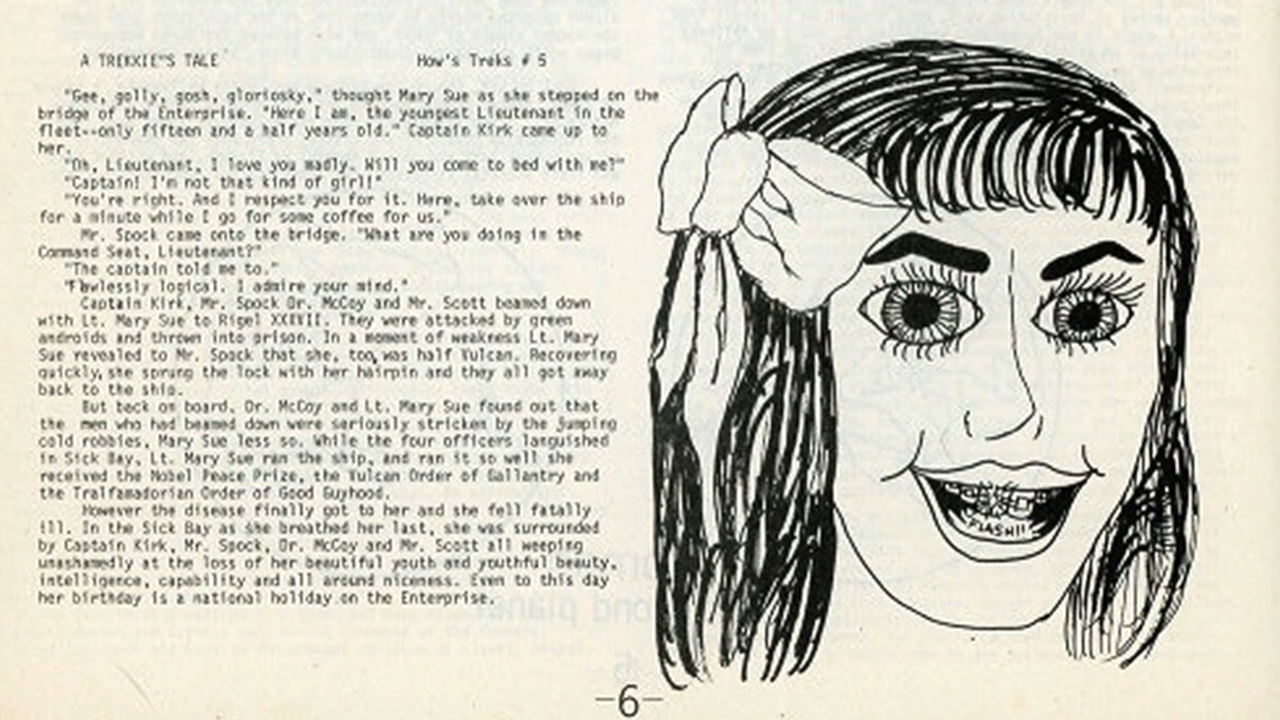 A TREKKIE"S TALE How's Treks # 5
"Gee, golly, gosh, gloriosky," thought Mary Sue as she stepped on the
bridge of the Enterprise. "Here I am, the youngest Lieutenant in the
fleet--only fifteen and a half years old." Captain Kirk came up to
her.
"Oh, Lieutenant, I love you madly. Will you come to bed with me?"
"Captain! I'm not that kind of girl!"
"You're right. And I respect you for it. Here, take over the ship
for a minute while I go for some coffee for us."
Mr. Spock came onto the bridge. "What are you doing in the
Command Seat, Lieutenant?"
"The captain told me to."
"Flawlessly logical. I admire your mind."
Captain Kirk, Mr. Spock Dr. McCoy and Mr. Scott beamed down
with Lt. Mary Sue to Rigel XXXVII. They were attacked by green
androids and thrown into prison. In a moment of weakness Lt. Mary
Sue revealed to Mr. Spock that she, too, was half Vulcan. Recovering
quickly, she sprung the lock with her hairpin and they all got away
back to the ship.
But back on board, Dr. McCoy and Lt. Mary Sue found out that
the men who had beamed down were seriously stricken by the jumping
cold robbies, Mary Sue less so. While the four officers languished
in Sick Bay, Lt. Mary Sue ran the ship, and ran it so well she
received the Nobel Peace Prize, the Vulcan Order of Gallantry and
the Tralfamadorian Order of Good Guyhood.
However the disease finally got to her and she fell fatally
ill. In the Sick Bay as she breathed her last, she was surrounded
by Captain Kirk, Mr. Spock, Dr. McCoy and Mr. Scott all weeping
unashamedly at the loss of her beautiful youth and youthful beauty,
intelligence, capability and all around niceness. Even to this day
her birthday is a national holiday on the Enterprise.
FLASH!!
-6-